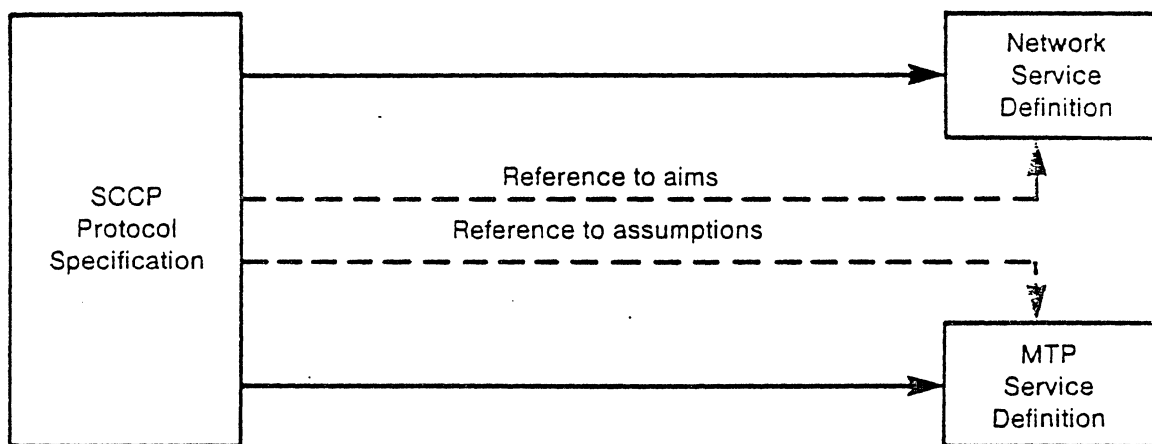 Network
Service
Definition
Reference to aims
SCCP
Protocol
Specification
Reference to assumptions
MTP
Service
Definition